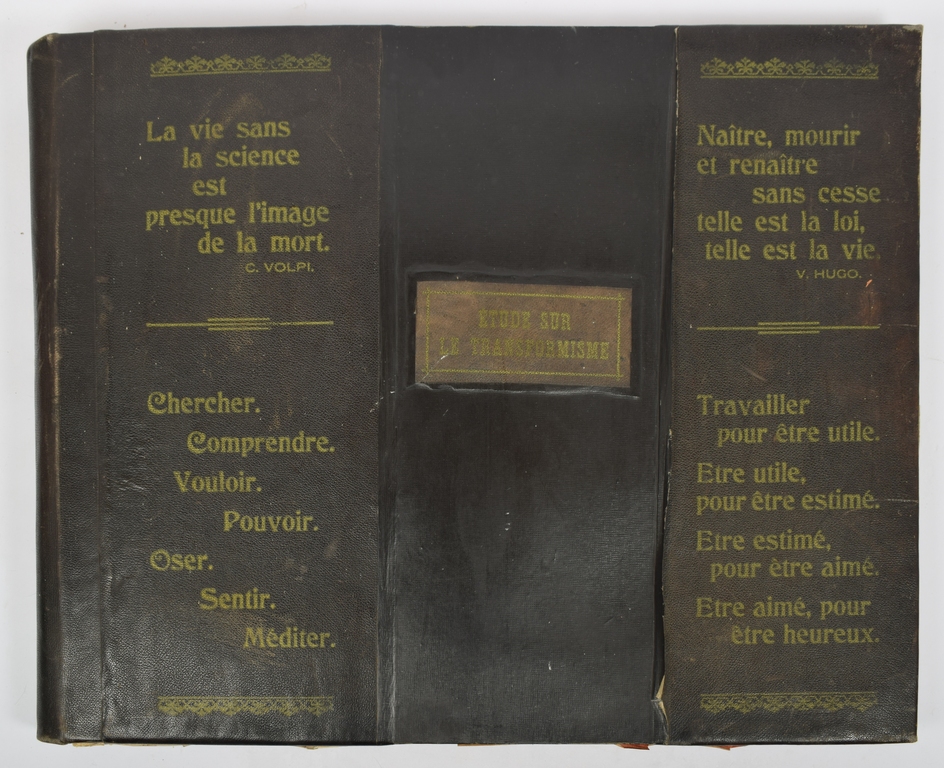 La vie sans
la science
est
presque l'image
de la mort.
C. VOLPI.
Chercher.
Comprendre.
Vouloir.
Pouvoir.
Oser.
Sentir.
Méditer.
ÉTUDE SUR
LE TRANSFORMISME
Naître, mourir
et renaître
sans cesse
telle est la loi,
telle est la vie.
V. HUGO.
Travailler
pour être utile.
Etre utile,
pour être estimé.
Etre estimé,
pour être aimé.
Etre aimé, pour
être heureux.